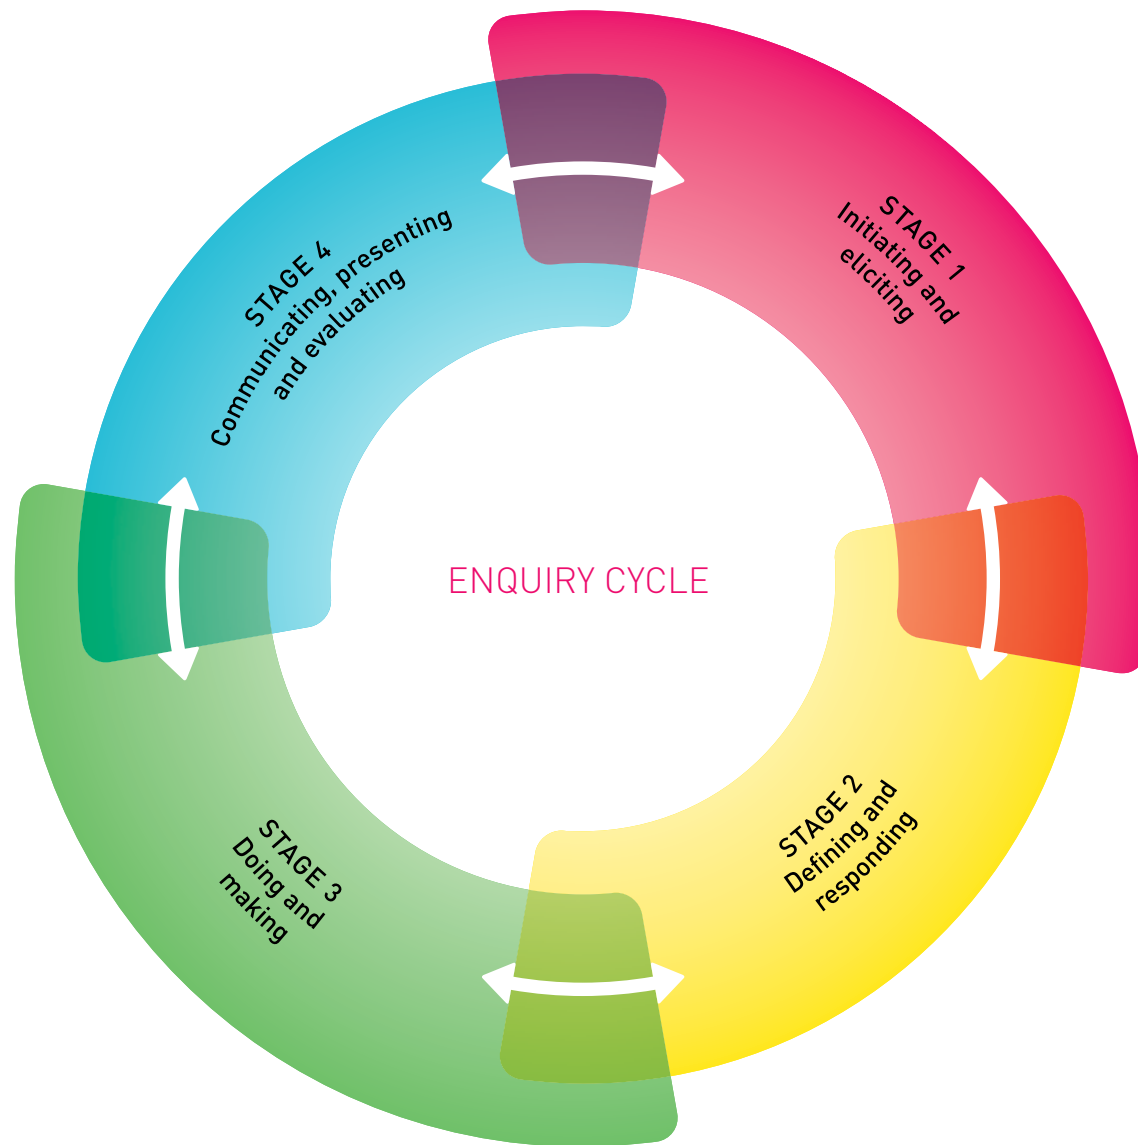 STAGE 1
Initiating and
eliciting
STAGE 2
Defining and
responding
STAGE 3
Doing and
making
STAGE 4
Communicating, presenting
and evaluating
ENQUIRY CYCLE